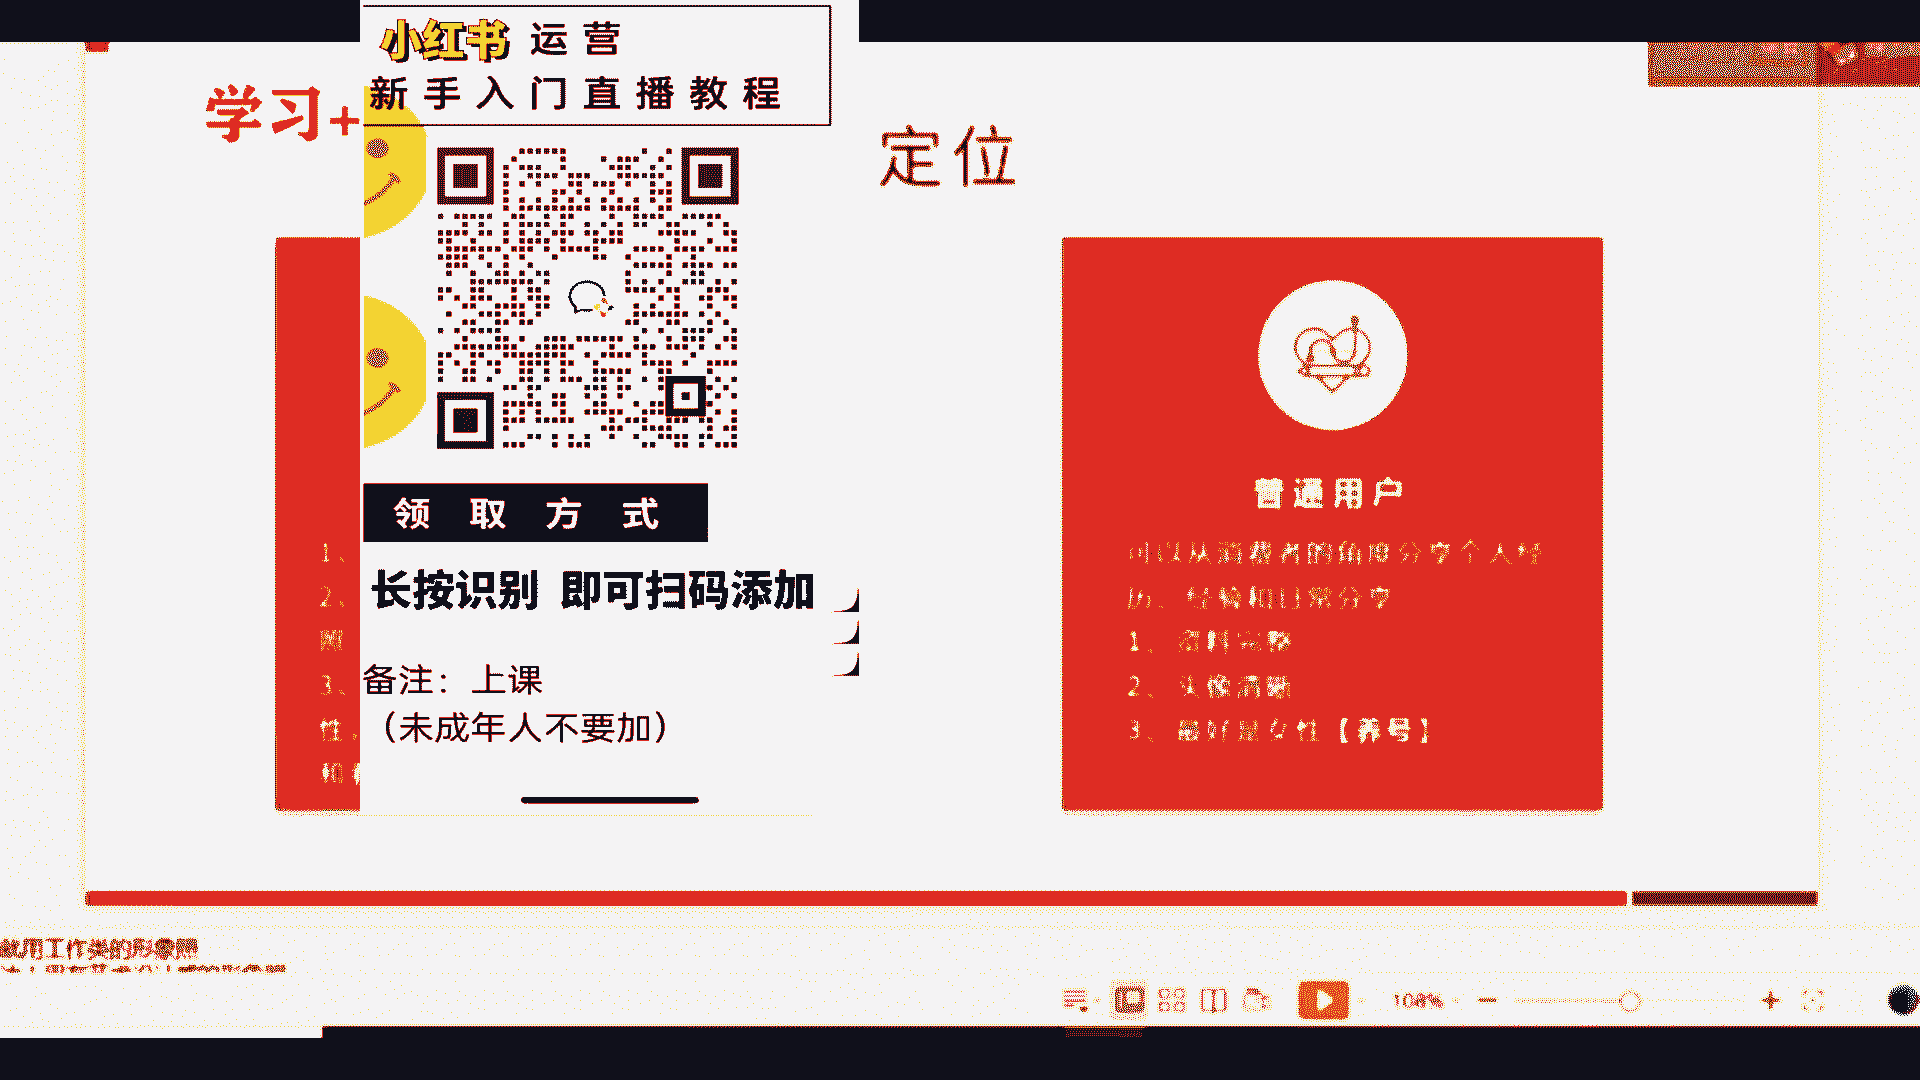 小红书 运营
新手入门直播教程
学习+
定位
领取方式
长按识别 即可扫码添加
备注：上课
（未成年人不要加）
1、
2、
照
3、
性，
和
普通用户
可以从消费者的角度分享个人经
历、经验和日常分享
1、资料完整
2、头像清晰
3、最好是女性【养号】
就用工作类的形象照
108%